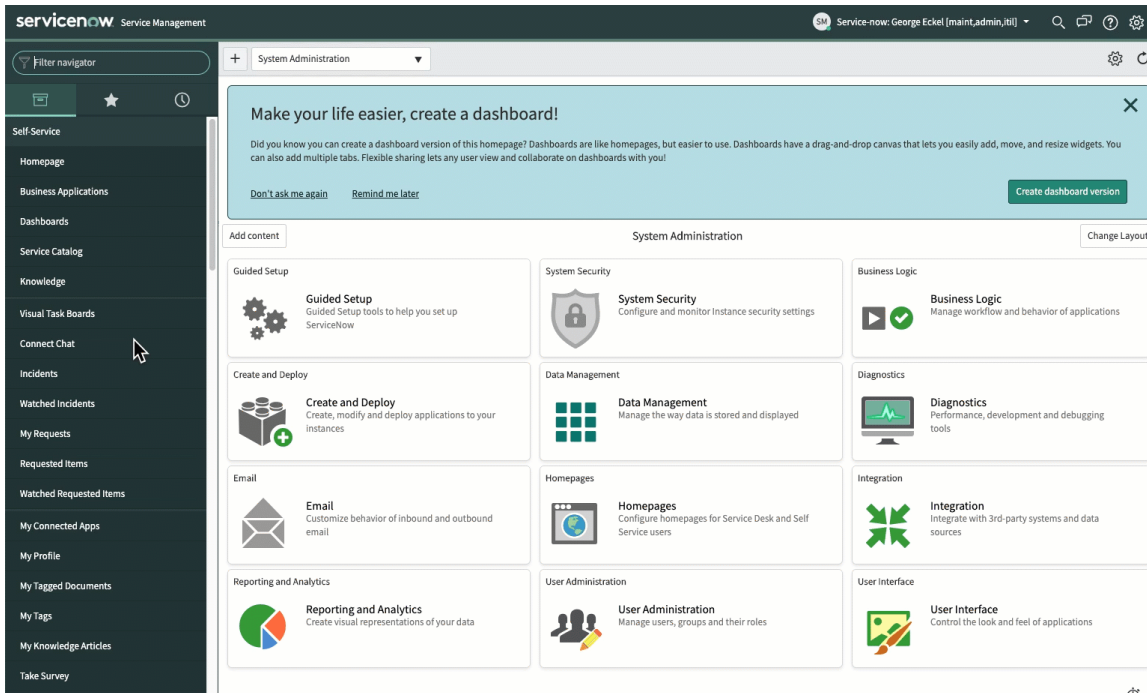 servicenow Service Management
SM Service-now: George Eckel [maint,admin,itil]
Filter navigator
System Administration
Self-Service
Homepage
Business Applications
Dashboards
Service Catalog
Knowledge
Visual Task Boards
Connect Chat
Incidents
Watched Incidents
My Requests
Requested Items
Watched Requested Items
My Connected Apps
My Profile
My Tagged Documents
My Tags
My Knowledge Articles
Take Survey
Make your life easier, create a dashboard!
Did you know you can create a dashboard version of this homepage? Dashboards are like homepages, but easier to use. Dashboards have a drag-and-drop canvas that lets you easily add, move, and resize widgets. You
can also add multiple tabs. Flexible sharing lets any user view and collaborate on dashboards with you!
Don't ask me again
Remind me later
Create dashboard version
Add content
System Administration
Change Layout
Guided Setup
Guided Setup
Guided Setup tools to help you set up
ServiceNow
System Security
System Security
Configure and monitor Instance security settings
Business Logic
Business Logic
Manage workflow and behavior of applications
Create and Deploy
Create and Deploy
Create, modify and deploy applications to your
instances
Data Management
Data Management
Manage the way data is stored and displayed
Diagnostics
Diagnostics
Performance, development and debugging
tools
Email
Email
Customize behavior of inbound and outbound
email
Homepages
Homepages
Configure homepages for Service Desk and Self
Service users
Integration
Integration
Integrate with 3rd-party systems and data
sources
Reporting and Analytics
Reporting and Analytics
Create visual representations of your data
User Administration
User Administration
Manage users, groups and their roles
User Interface
User Interface
Control the look and feel of applications